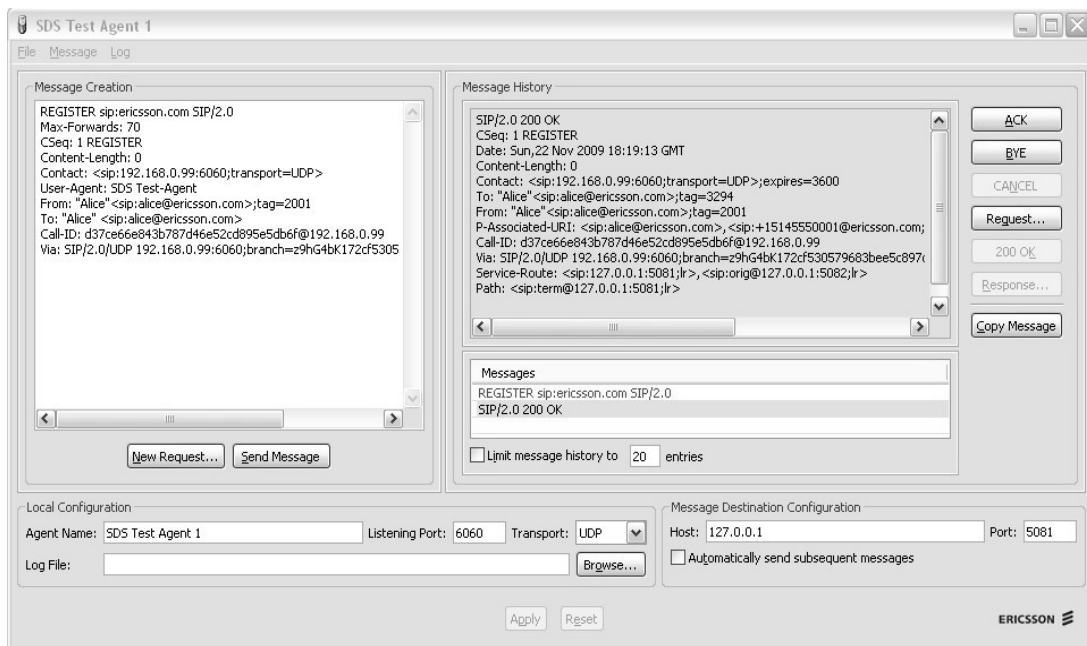 SDS Test Agent 1
File Message Log
Message Creation
REGISTER sip:ericsson.com SIP/2.0
Max-Forwards: 70
CSeq: 1 REGISTER
Content-Length: 0
Contact: <sip:192.168.0.99:6060;transport=UDP>
User-Agent: SDS Test-Agent
From: "Alice"<sip:alice@ericsson.com>;tag=2001
To: "Alice" <sip:alice@ericsson.com>
Call-ID: d37ce66e843b787d46e52cd895e5db6f@192.168.0.99
Via: SIP/2.0/UDP 192.168.0.99:6060;branch=z9hG4bK172cf5305
New Request... Send Message
Message History
SIP/2.0 200 OK
CSeq: 1 REGISTER
Date: Sun,22 Nov 2009 18:19:13 GMT
Content-Length: 0
Contact: <sip:192.168.0.99:6060;transport=UDP>;expires=3600
To: "Alice"<sip:alice@ericsson.com>;tag=3294
From: "Alice"<sip:alice@ericsson.com>;tag=2001
P-Associated-URI: <sip:alice@ericsson.com>,<sip:+15145550001@ericsson.com;
Call-ID: d37ce66e843b787d46e52cd895e5db6f@192.168.0.99
Via: SIP/2.0/UDP 192.168.0.99:6060;branch=z9hG4bK172cf530579683bee5c897c
Service-Route: <sip:127.0.0.1:5081;lr>,<sip:orig@127.0.0.1:5082;lr>
Path: <sip:term@127.0.0.1:5081;lr>
ACK
BYE
CANCEL
Request...
200 OK
Response...
Copy Message
Messages
REGISTER sip:ericsson.com SIP/2.0
SIP/2.0 200 OK
Limit message history to 20 entries
Local Configuration
Agent Name: SDS Test Agent 1 Listening Port: 6060 Transport: UDP
Log File: Browse...
Message Destination Configuration
Host: 127.0.0.1 Port: 5081
Automatically send subsequent messages
Apply Reset
ERICSSON